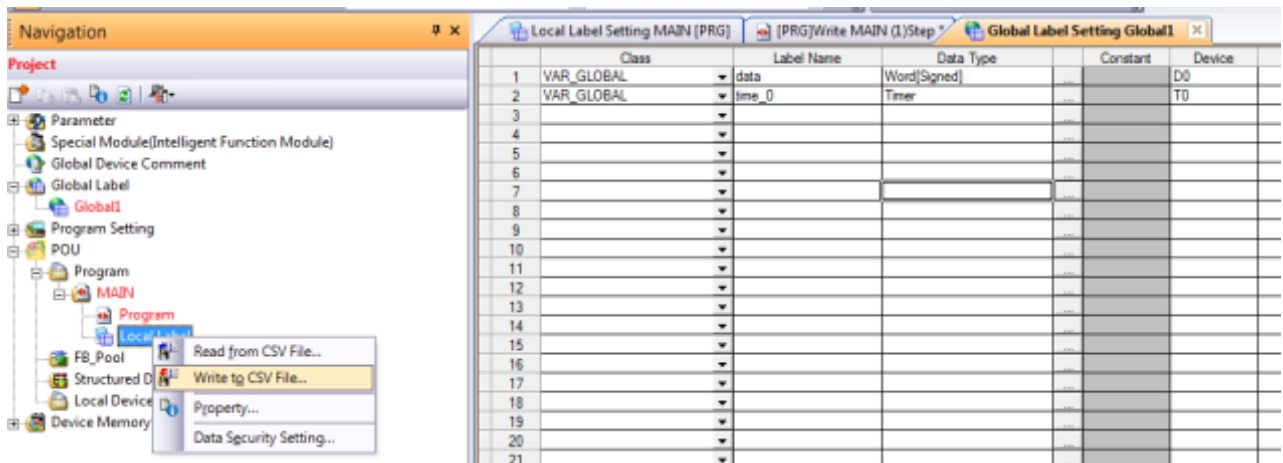 Navigation
Project
Parameter
Special Module(Intelligent Function Module)
Global Device Comment
Global Label
Global1
Program Setting
POU
Program
MAIN
Program
Local Label
FB_Pool
Structured D
Local Device
Device Memory
Read from CSV File...
Write to CSV File...
Property...
Data Security Setting...
Local Label Setting MAIN [PRG]
[PRG]Write MAIN (1)Step *
Global Label Setting Global1
Class Label Name Data Type Constant Device
1 VAR_GLOBAL data Word[Signed] ... D0
2 VAR_GLOBAL time_0 Timer ... T0
3 ...
4 ...
5 ...
6 ...
7 ...
8 ...
9 ...
10 ...
11 ...
12 ...
13 ...
14 ...
15 ...
16 ...
17 ...
18 ...
19 ...
20 ...
21